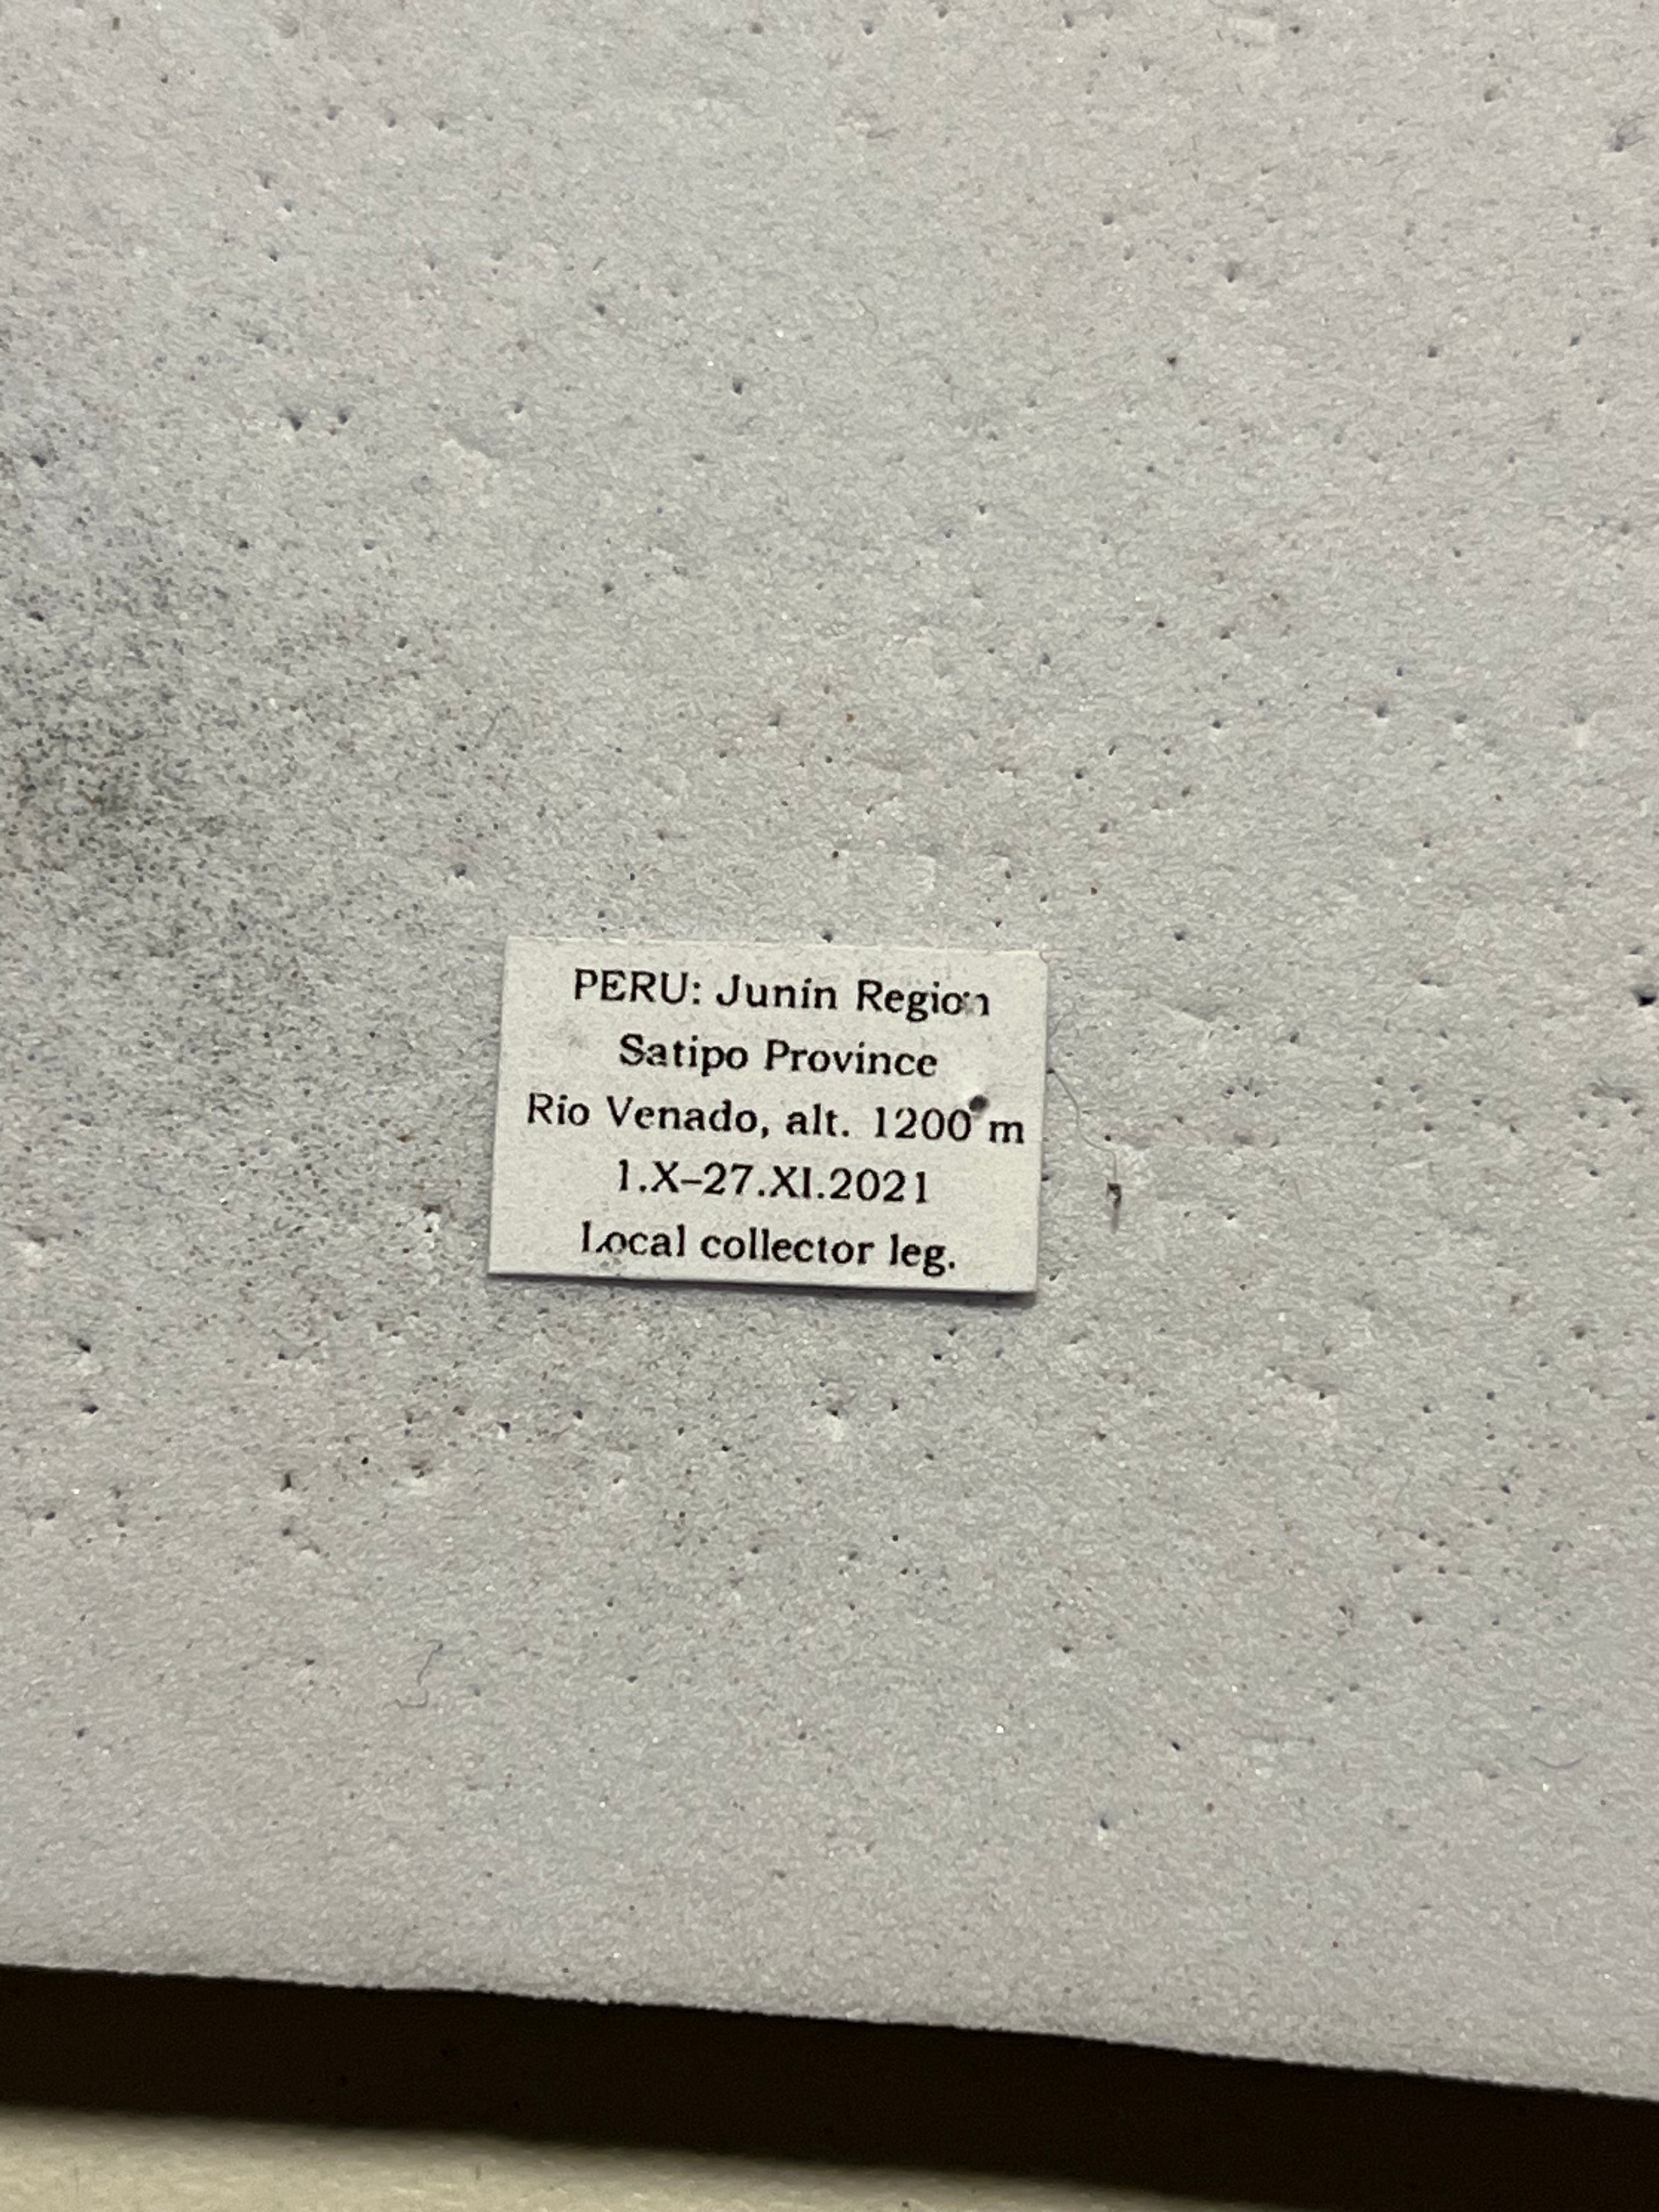 PERU: Junín Region
Satipo Province
Río Venado, alt. 1200 m
1.X–27.XI.2021
Local collector leg.